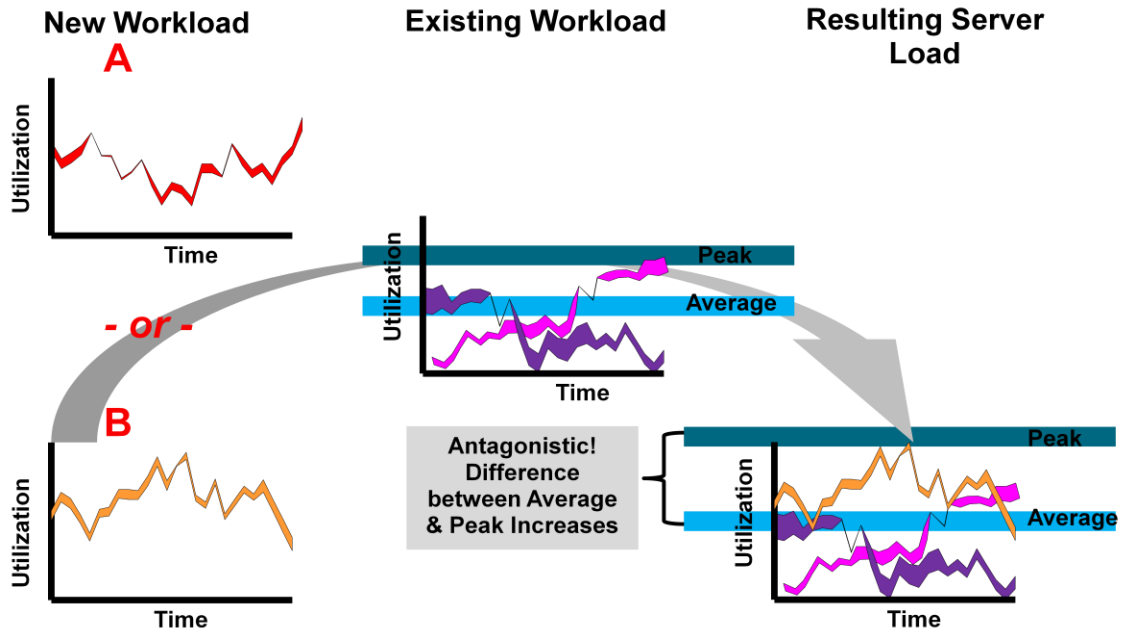 New Workload
Existing Workload
Resulting Server
Load
A
Utilization
Time
- or -
Utilization
Peak
Average
Time
B
Utilization
Time
Antagonistic!
Difference
between Average
& Peak Increases
Peak
Average
Utilization
Time